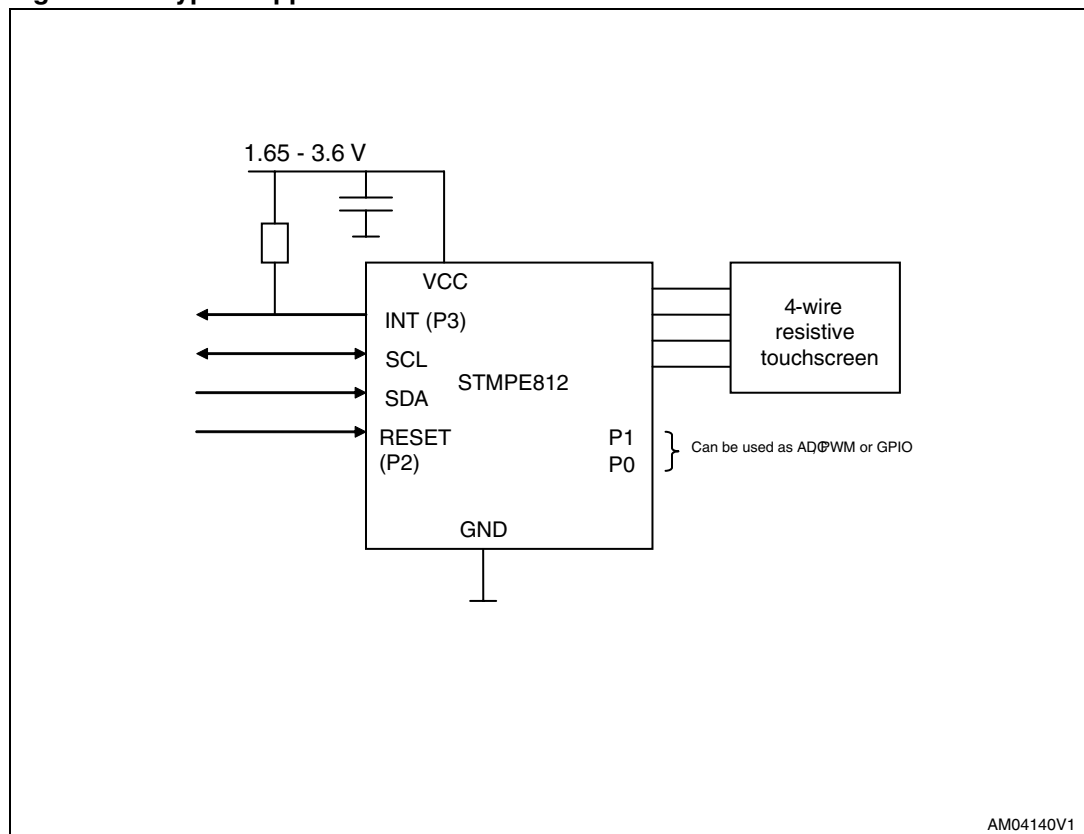 1.65 - 3.6 V
VCC
INT (P3)
SCL
STMPE812
SDA
RESET
(P2)
GND
P1
P0
4-wire
resistive
touchscreen
Can be used as ADC, PWM or GPIO
AM04140V1